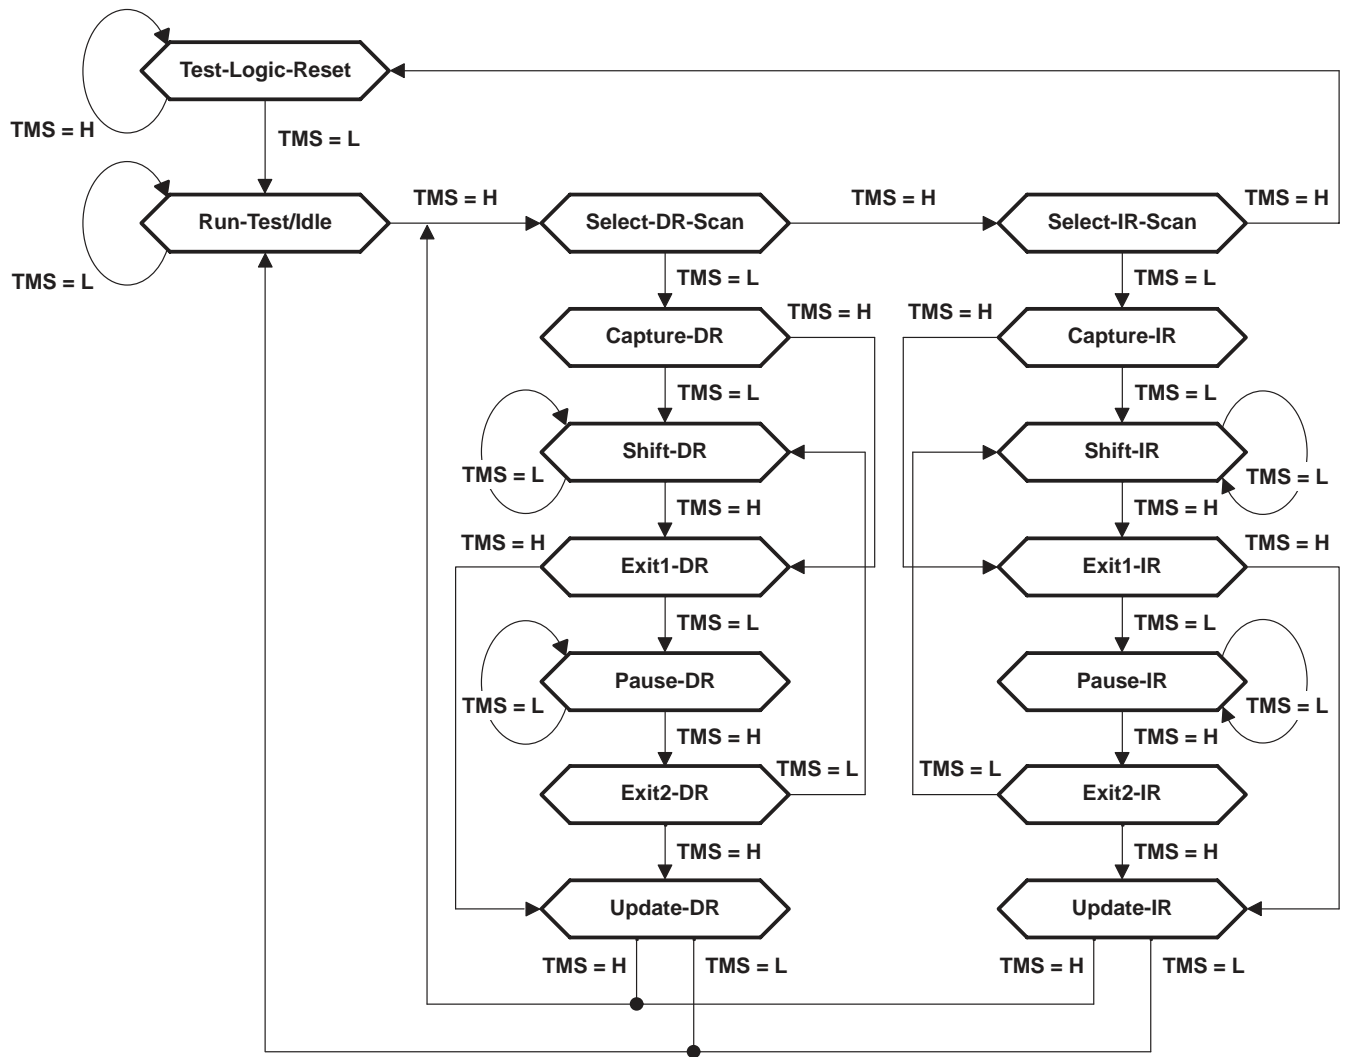 Test-Logic-Reset
TMS = H
TMS = L
Run-Test/Idle
TMS = H
Select-DR-Scan
TMS = H
Select-IR-Scan
TMS = H
TMS = L
TMS = L
TMS = L
Capture-DR
TMS = H
TMS = H
Capture-IR
TMS = L
TMS = L
Shift-DR
TMS = L
Shift-IR
TMS = L
TMS = H
TMS = H
TMS = H
Exit1-DR
Exit1-IR
TMS = H
TMS = L
TMS = L
Pause-DR
TMS = L
Pause-IR
TMS = L
TMS = H
TMS = H
Exit2-DR
TMS = L
TMS = L
Exit2-IR
TMS = H
TMS = H
Update-DR
Update-IR
TMS = H
TMS = L
TMS = H
TMS = L